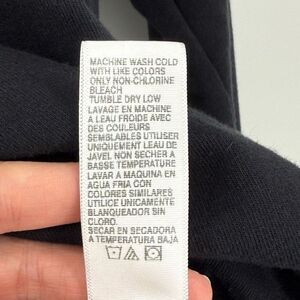 MACHINE WASH COLD
WITH LIKE COLORS
ONLY NON-CHLORINE
BLEACH
TUMBLE DRY LOW
LAVAGE EN MACHINE
A LEAU FROIDE AVEC
DES COULEURS
SEMBLABLES UTILISER
UNIQUEMENT LEAU DE
JAVEL NON SECHER A
BASSE TEMPERATURE
LAVAR A MAQUINA EN
AGUA FRIA CON
COLORES SIMILARES
UTILICE UNICAMENTE
BLANQUEADOR SIN
CLORO.
SECAR EN SECADORA
A TEMPERATURA BAJA